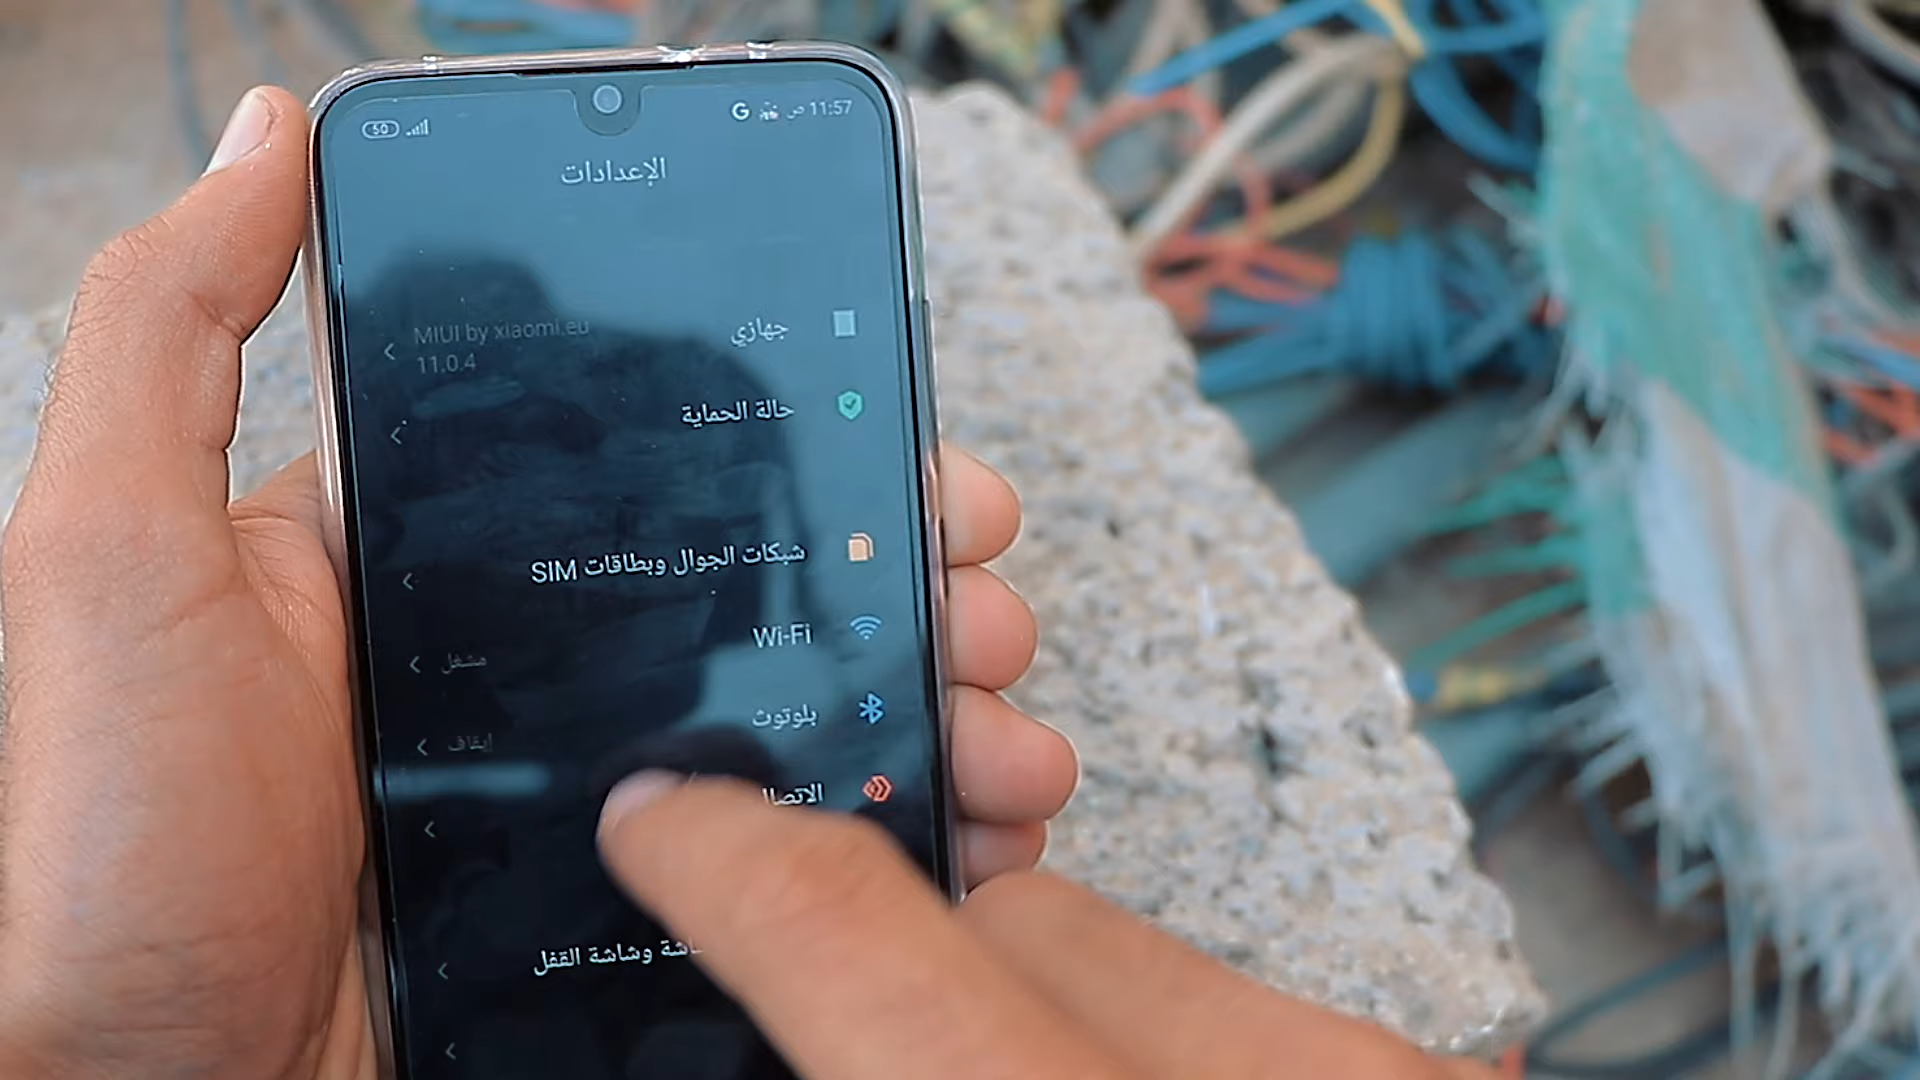 50
11:57 ص
الإعدادات
جهازي
MIUI by xiaomi.eu
11.0.4
حالة الحماية
شبكات الجوال وبطاقات SIM
Wi-Fi
مشغل
بلوتوث
إيقاف
وشاشة القفل